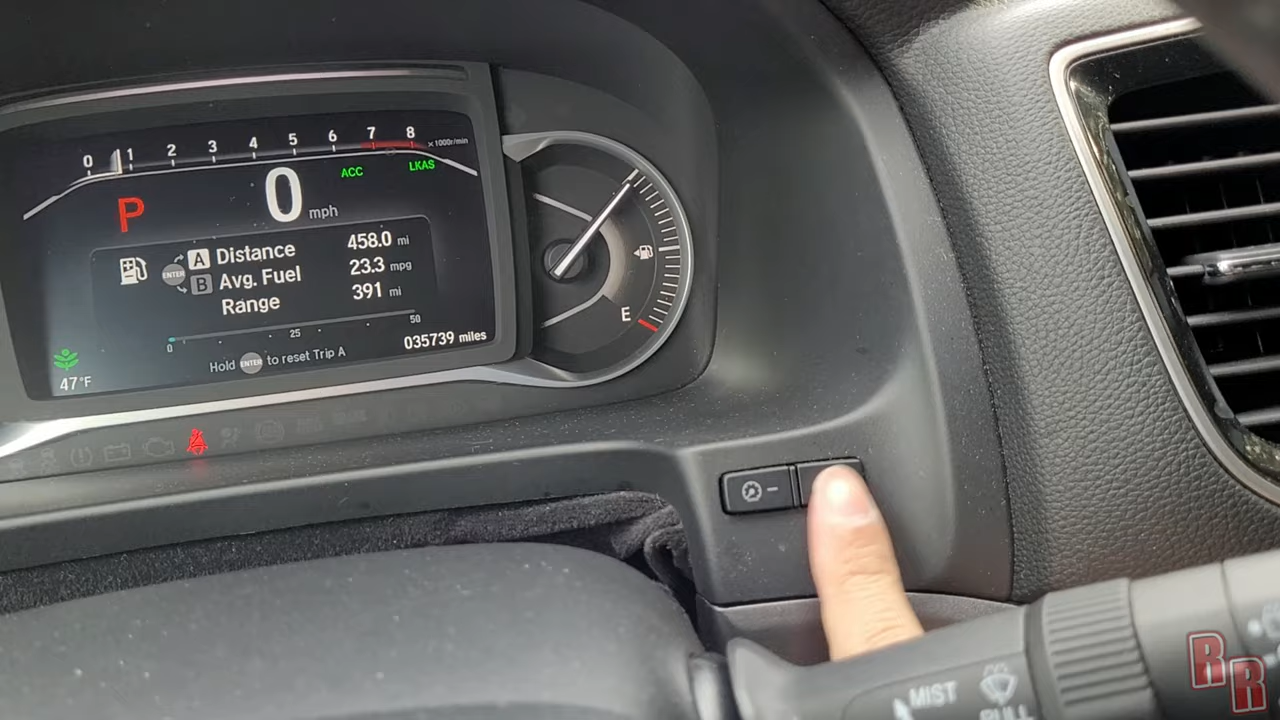 0 1 2 3 4 5 6 7 8 ×1000r/min
ACC LKAS
P 0 mph
A Distance 458.0 mi
ENTER
B Avg. Fuel 23.3 mpg
Range 391 mi
0 25 50
Hold ENTER to reset Trip A
035739 miles
47°F
E
MIST
PULL
RR